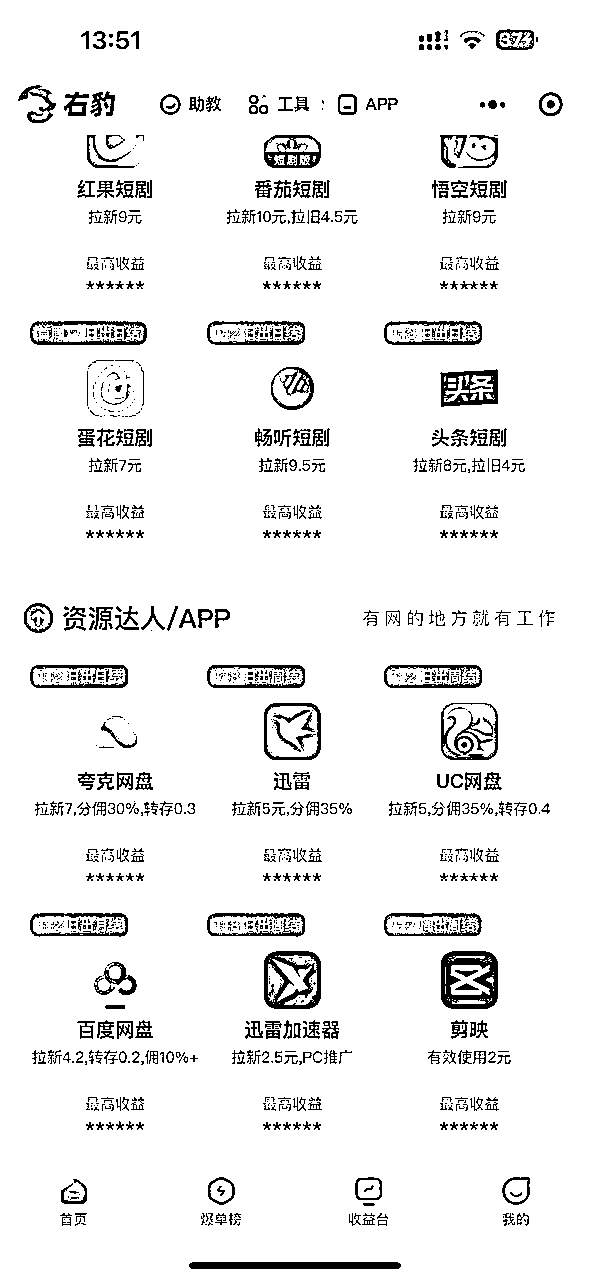 13:51
37
右豹 助教 工具 APP
短剧版
红果短剧 番茄短剧 悟空短剧
拉新9元 拉新10元,拉旧4.5元 拉新9元
最高收益 最高收益 最高收益
****** ****** ******
头条
蛋花短剧 畅听短剧 头条短剧
拉新7元 拉新9.5元 拉新8元,拉旧4元
最高收益 最高收益 最高收益
****** ****** ******
资源达人/APP 有网的地方就有工作
夸克网盘 迅雷 UC网盘
拉新7,分佣30%,转存0.3 拉新5元,分佣35% 拉新5,分佣35%,转存0.4
最高收益 最高收益 最高收益
****** ****** ******
百度网盘 迅雷加速器 剪映
拉新4.2,转存0.2,佣10%+ 拉新2.5元,PC推广 有效使用2元
最高收益 最高收益 最高收益
****** ****** ******
首页 爆单榜 收益台 我的